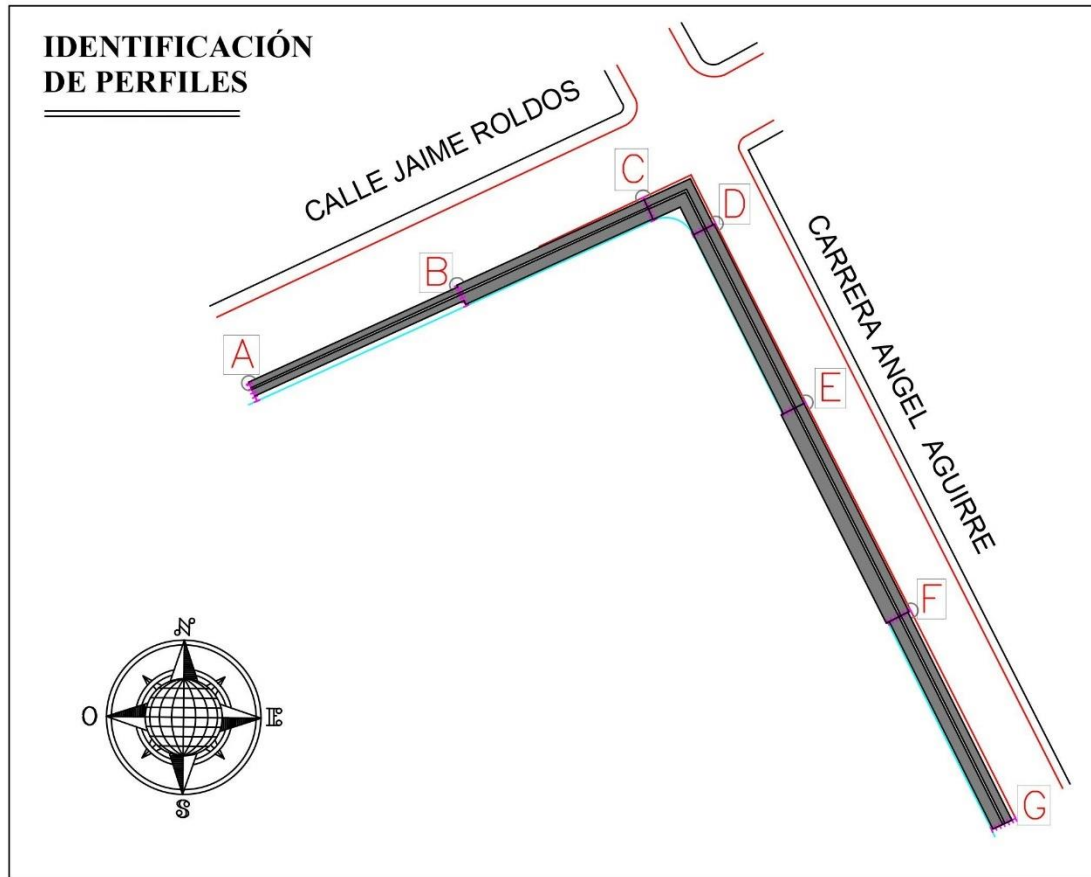 IDENTIFICACIÓN
DE PERFILES
CALLE JAIME ROLDOS
C
D
B
A
CARRERA ANGEL AGUIRRE
E
F
N
O
E
S
G